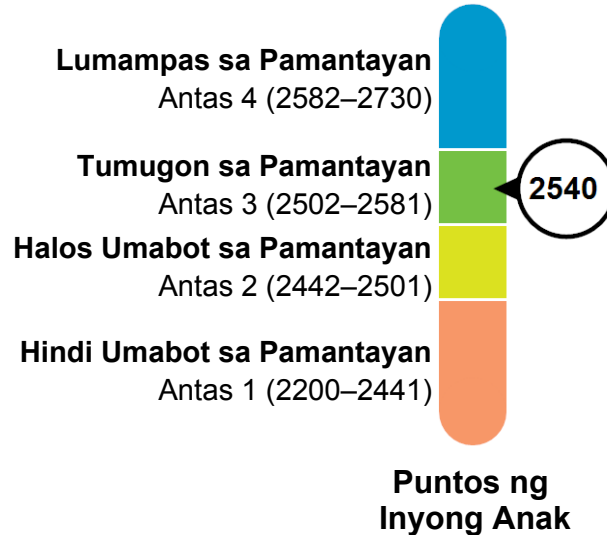 Lumampas sa Pamantayan
Antas 4 (2582–2730)
Tumugon sa Pamantayan
Antas 3 (2502–2581)
2540
Halos Umabot sa Pamantayan
Antas 2 (2442–2501)
Hindi Umabot sa Pamantayan
Antas 1 (2200–2441)
Puntos ng
Inyong Anak